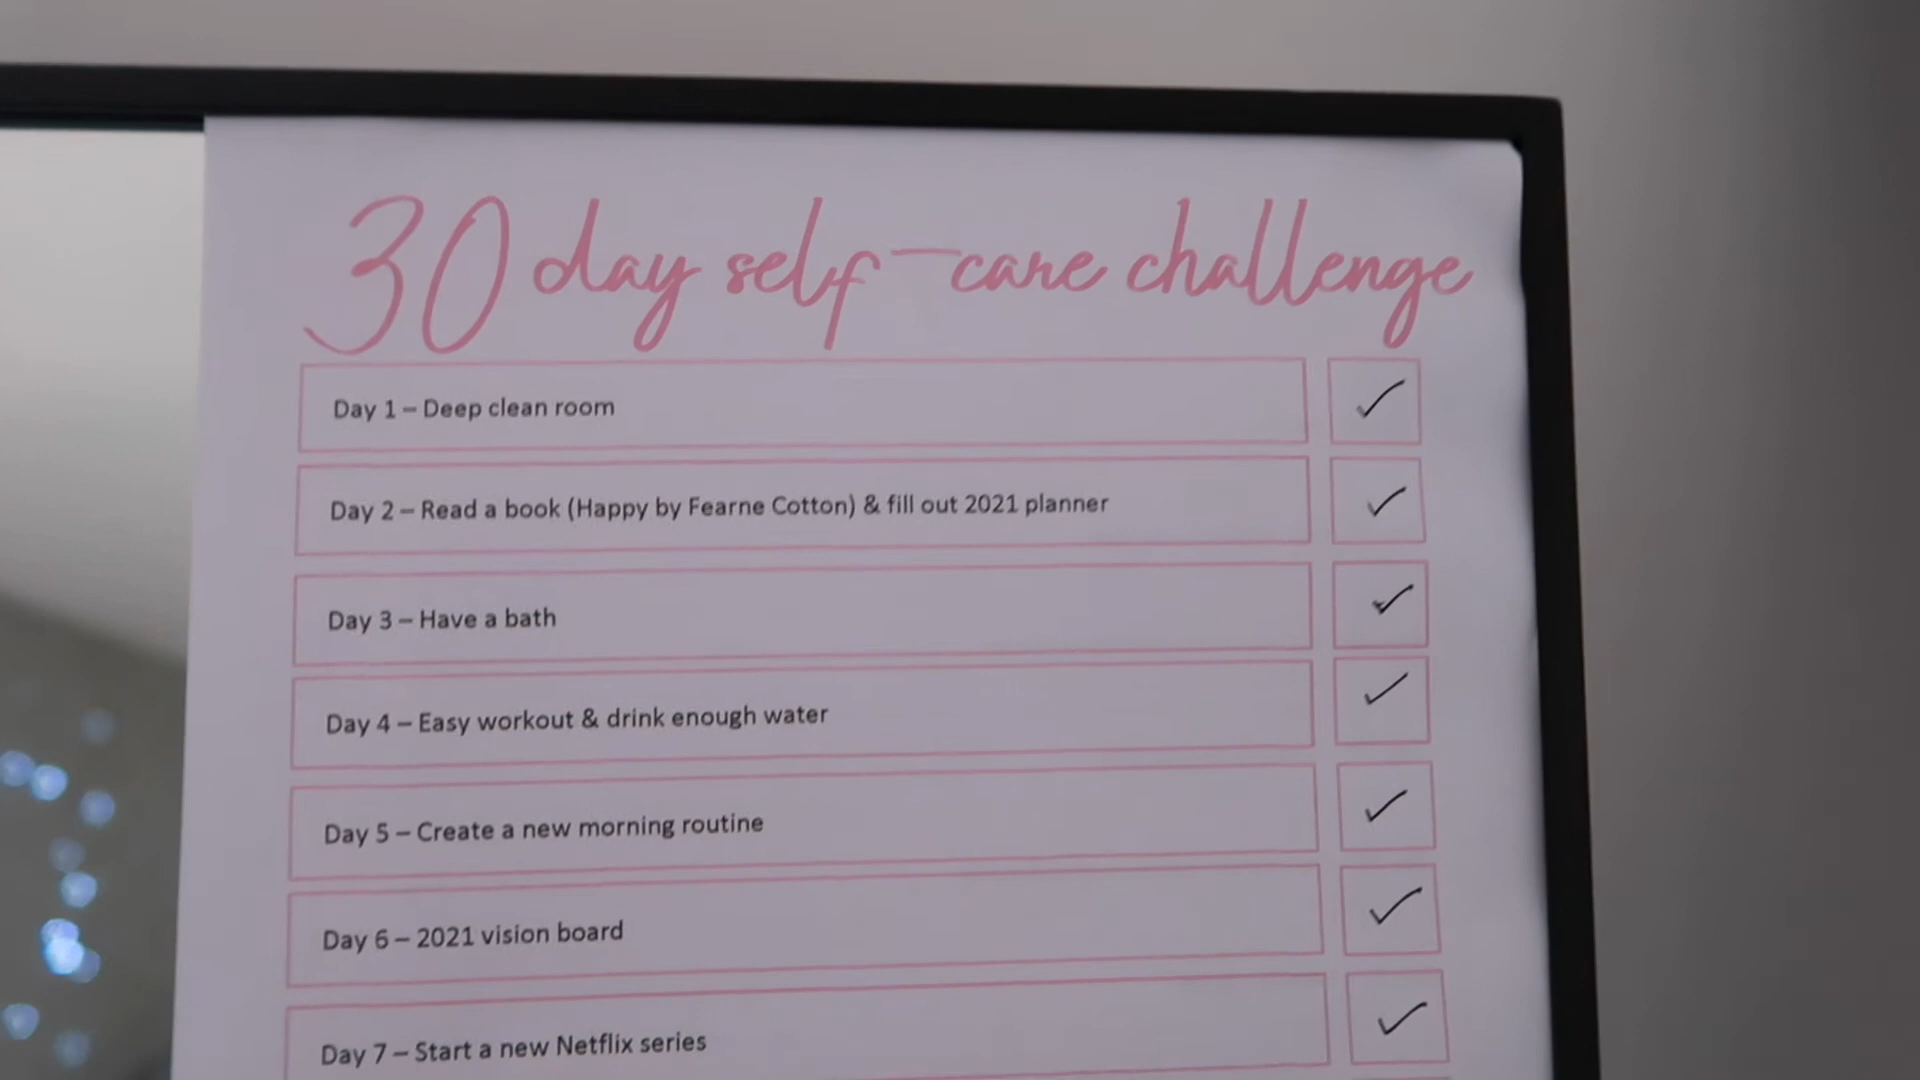 30 day self-care challenge
Day 1 – Deep clean room
Day 2 – Read a book (Happy by Fearne Cotton) & fill out 2021 planner
Day 3 – Have a bath
Day 4 – Easy workout & drink enough water
Day 5 – Create a new morning routine
Day 6 – 2021 vision board
Day 7 – Start a new Netflix series